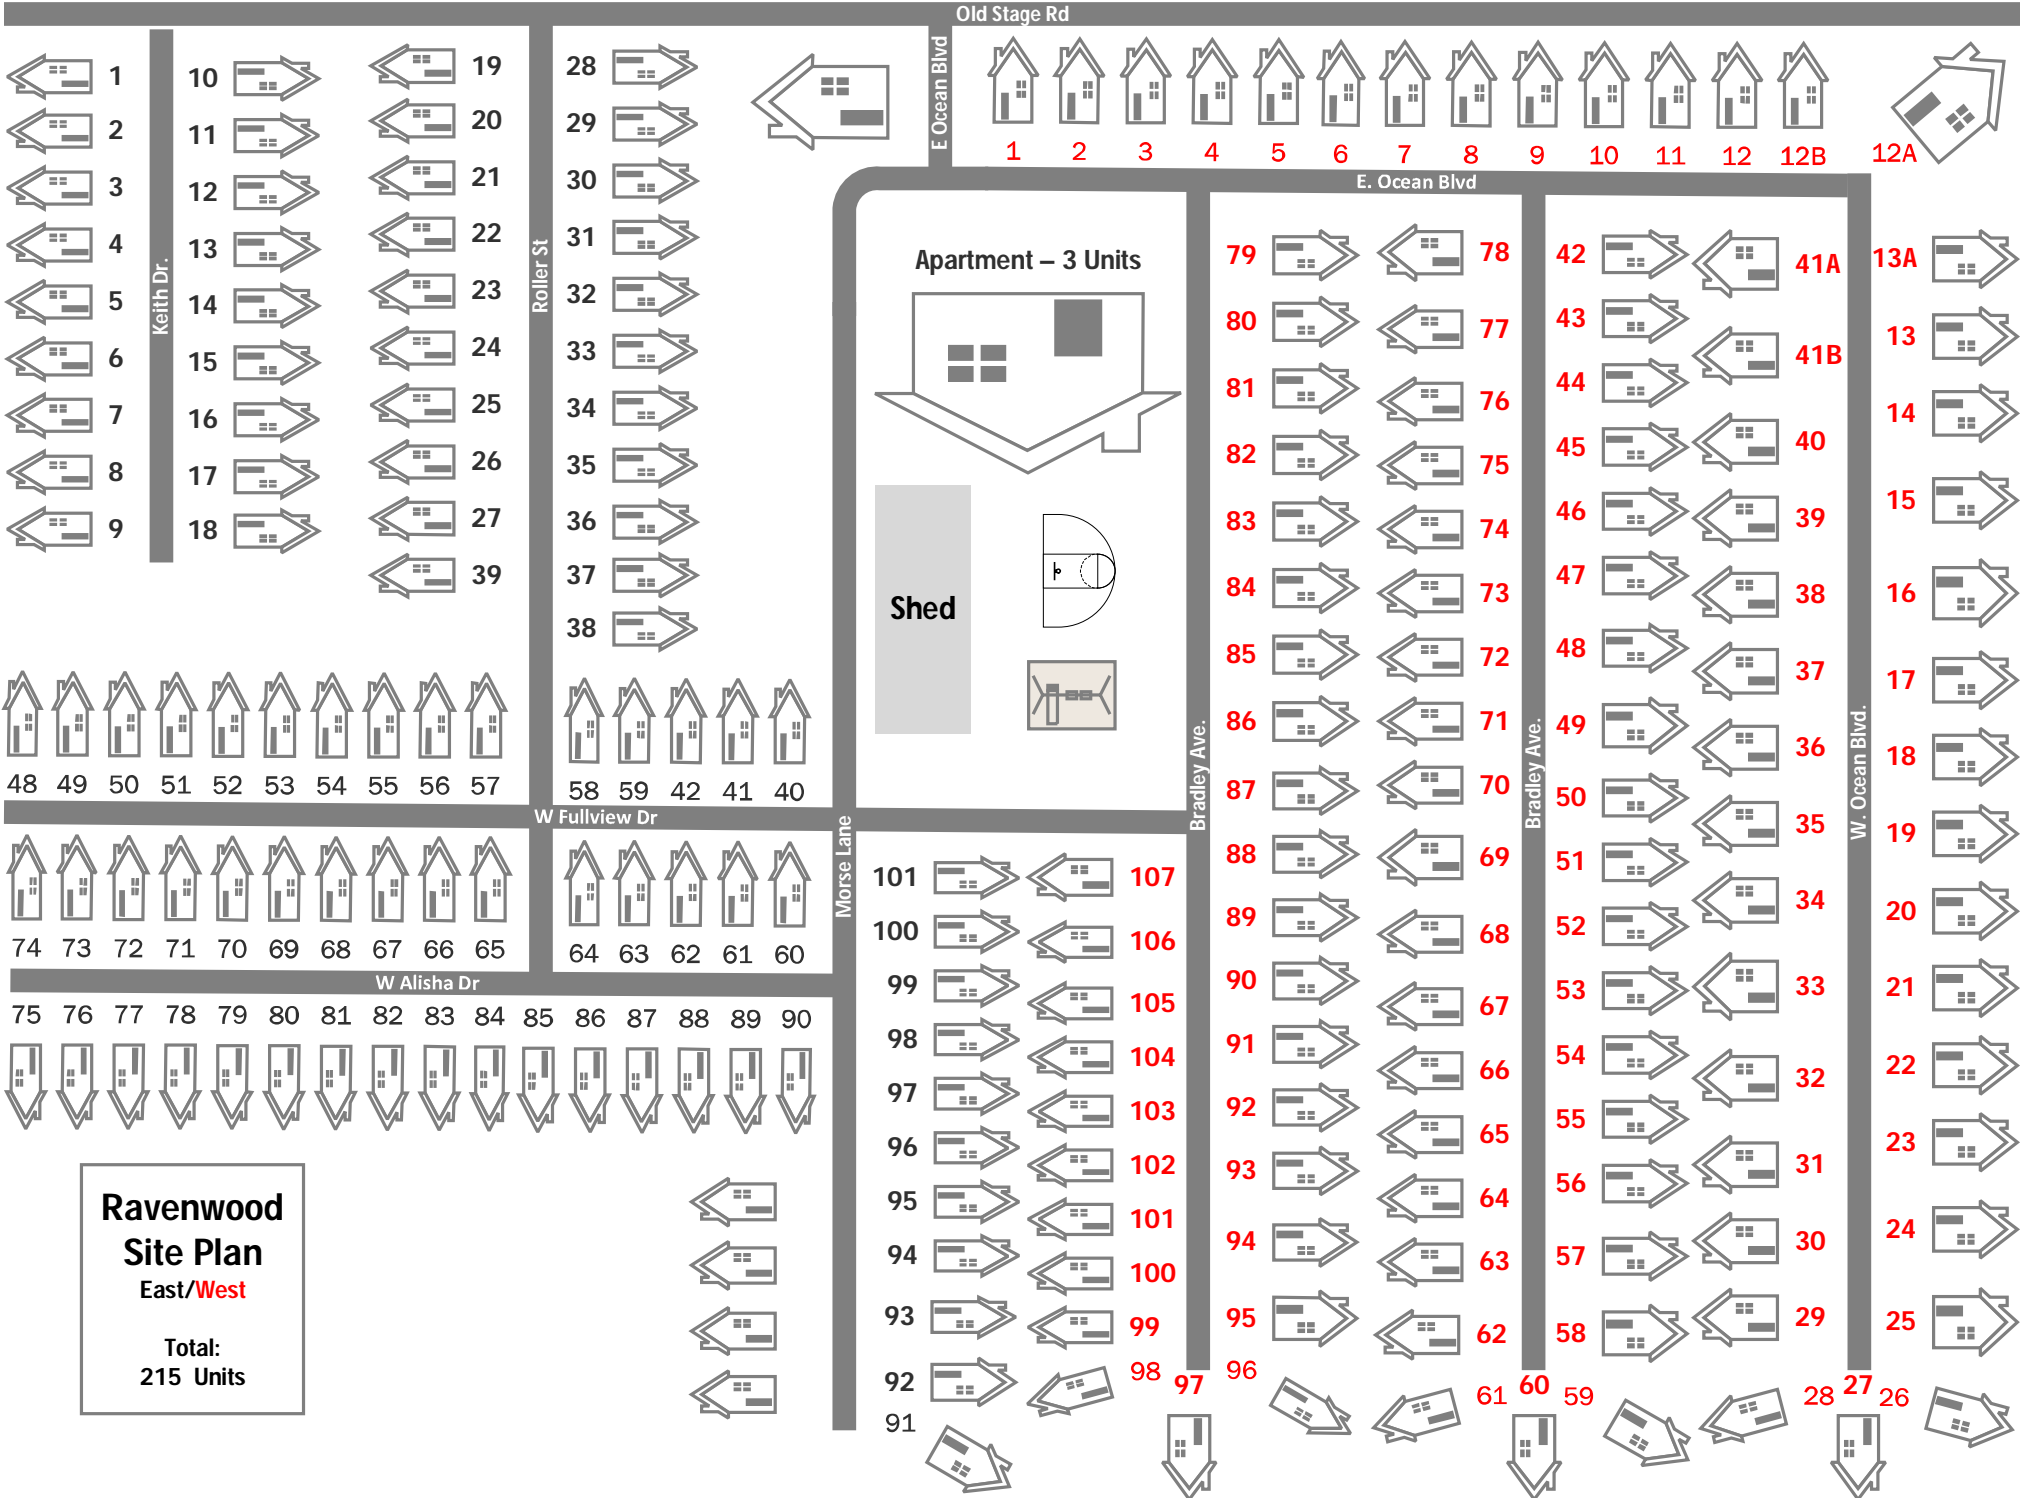 Old Stage Rd
E Ocean Blvd
1 10 19 28
2 11 20 29
3 12 21 30
4 13 22 31
5 14 23 32
6 15 24 33
7 16 25 34
8 17 26 35
9 18 27 36
39 37
38
Keith Dr.
Roller St
1 2 3 4 5 6 7 8 9 10 11 12 12B 12A
E. Ocean Blvd
Apartment – 3 Units
Shed
79 78 42 41A 13A
80 77 43 41B 13
81 76 44 40 14
82 75 45 39 15
83 74 46 38 16
84 73 47 37 17
85 72 48 36 18
86 71 49 35 19
87 70 50 34 20
88 69 51 33 21
89 68 52 32 22
90 67 53 31 23
91 66 54 30 24
92 65 55 29 25
93 64 56
94 63 57
95 62 58
Bradley Ave.
Bradley Ave.
W. Ocean Blvd.
48 49 50 51 52 53 54 55 56 57 58 59 42 41 40
W Fullview Dr
Morse Lane
74 73 72 71 70 69 68 67 66 65 64 63 62 61 60
W Alisha Dr
75 76 77 78 79 80 81 82 83 84 85 86 87 88 89 90
101 107
100 106
99 105
98 104
97 103
96 102
95 101
94 100
93 99
92 98 97 96 61 60 59 28 27 26
91
Ravenwood
Site Plan
East/West
Total:
215 Units